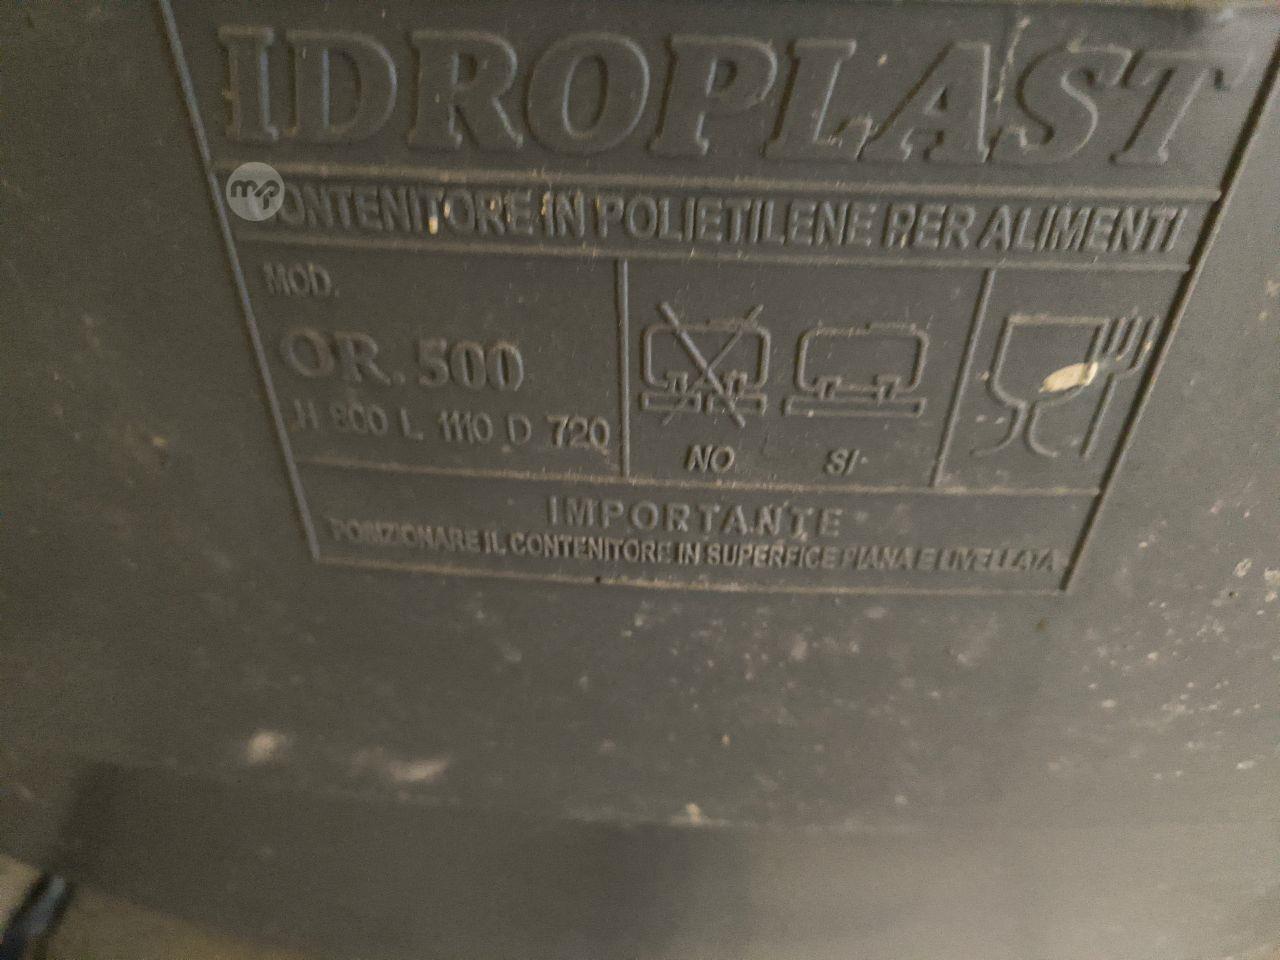 IDROPLAST
CONTENITORE IN POLIETILENE PER ALIMENTI
MOD.
OR. 500
H 800 L 1110 D 720
NO SI
IMPORTANTE
POSIZIONARE IL CONTENITORE IN SUPERFICE PIANA E LIVELLATA